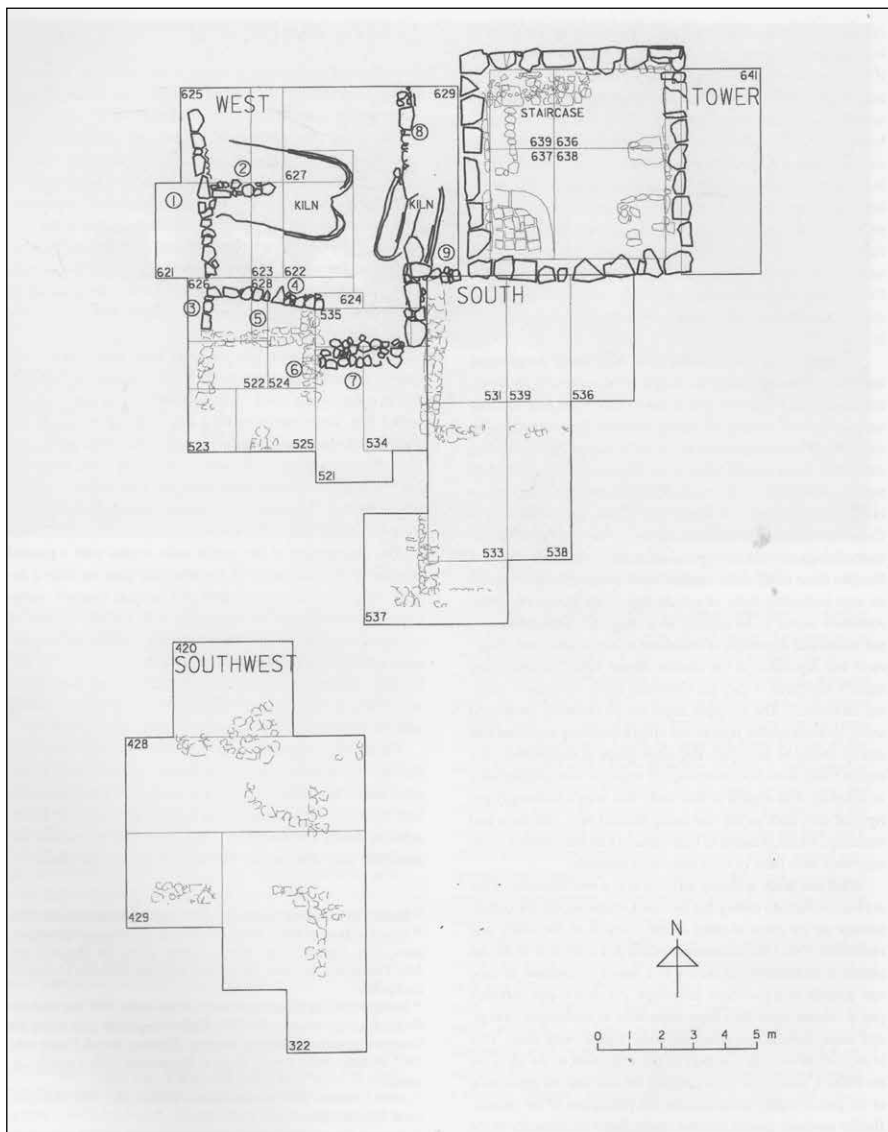 625 WEST 629 641
TOWER
STAIRCASE
⑧
② 627
639 636
637 638
①
KILN KILN
⑨
621 623 622
626 628 ④ 624 SOUTH
③ ⑤ 535
⑥ ⑦
522 524 531 539 536
523 525 534
521
533 538
537
420
SOUTHWEST
428
429
N
0 1 2 3 4 5 m
322